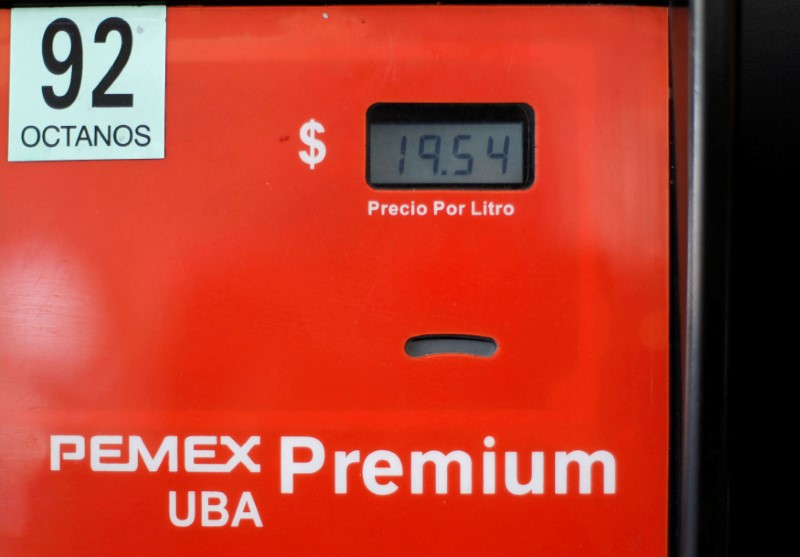 92
OCTANOS
$ 19.54
Precio Por Litro
PEMEX Premium
UBA